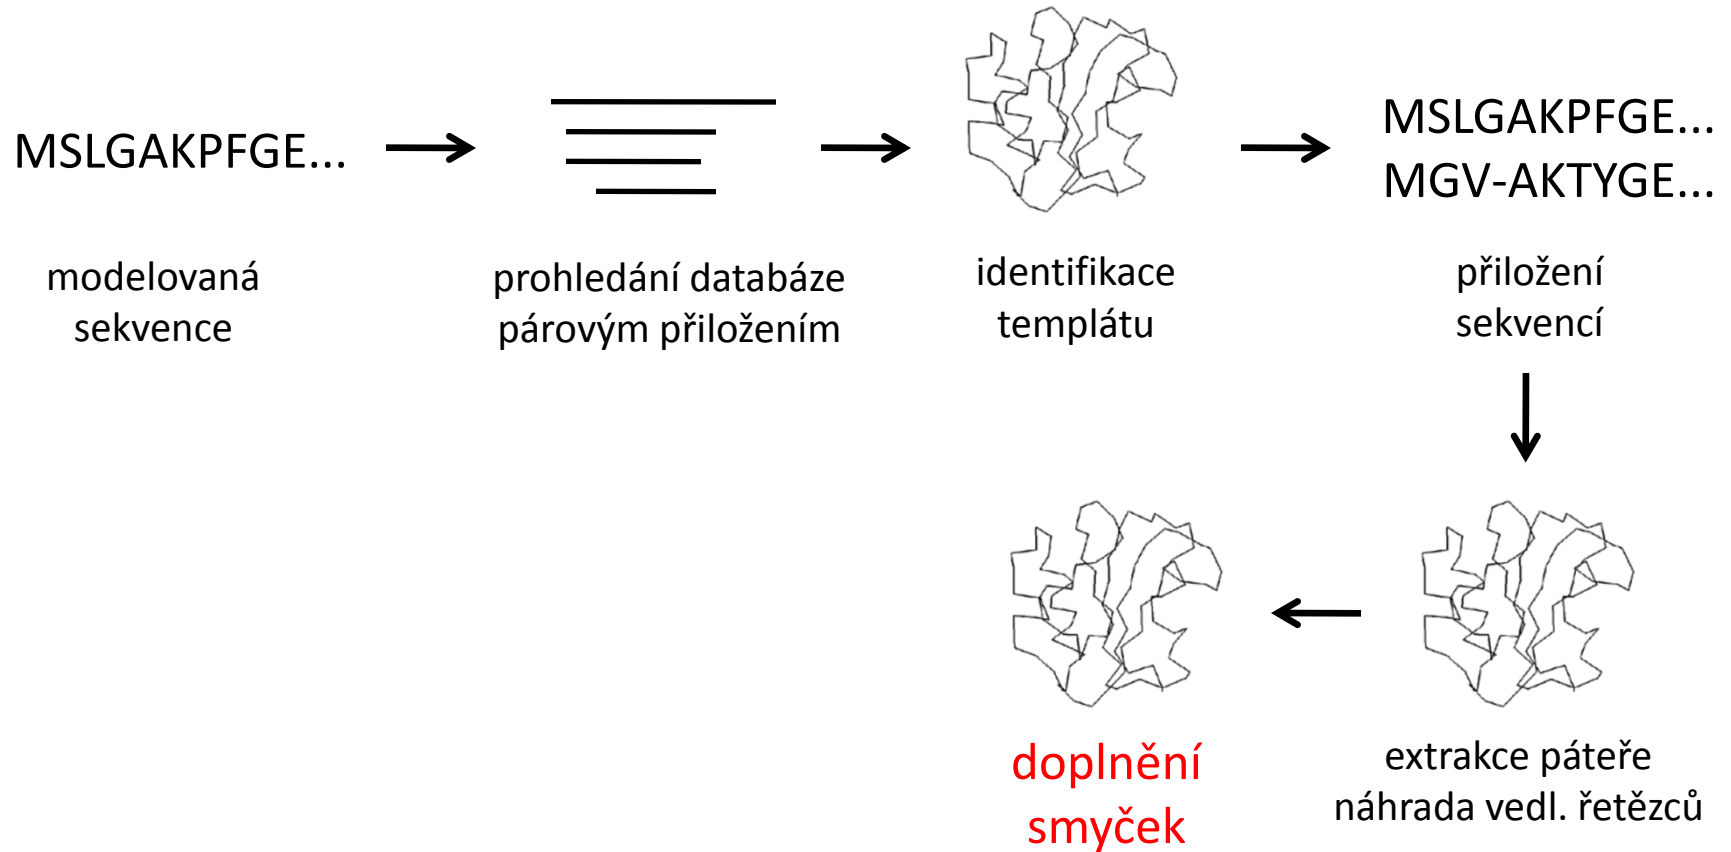 MSLGAKPFGE...
modelovaná
sekvence
prohledání databáze
párovým přiložením
identifikace
templátu
MSLGAKPFGE...
MGV-AKTYGE...
přiložení
sekvencí
extrakce páteře
náhrada vedl. řetězců
doplnění
smyček